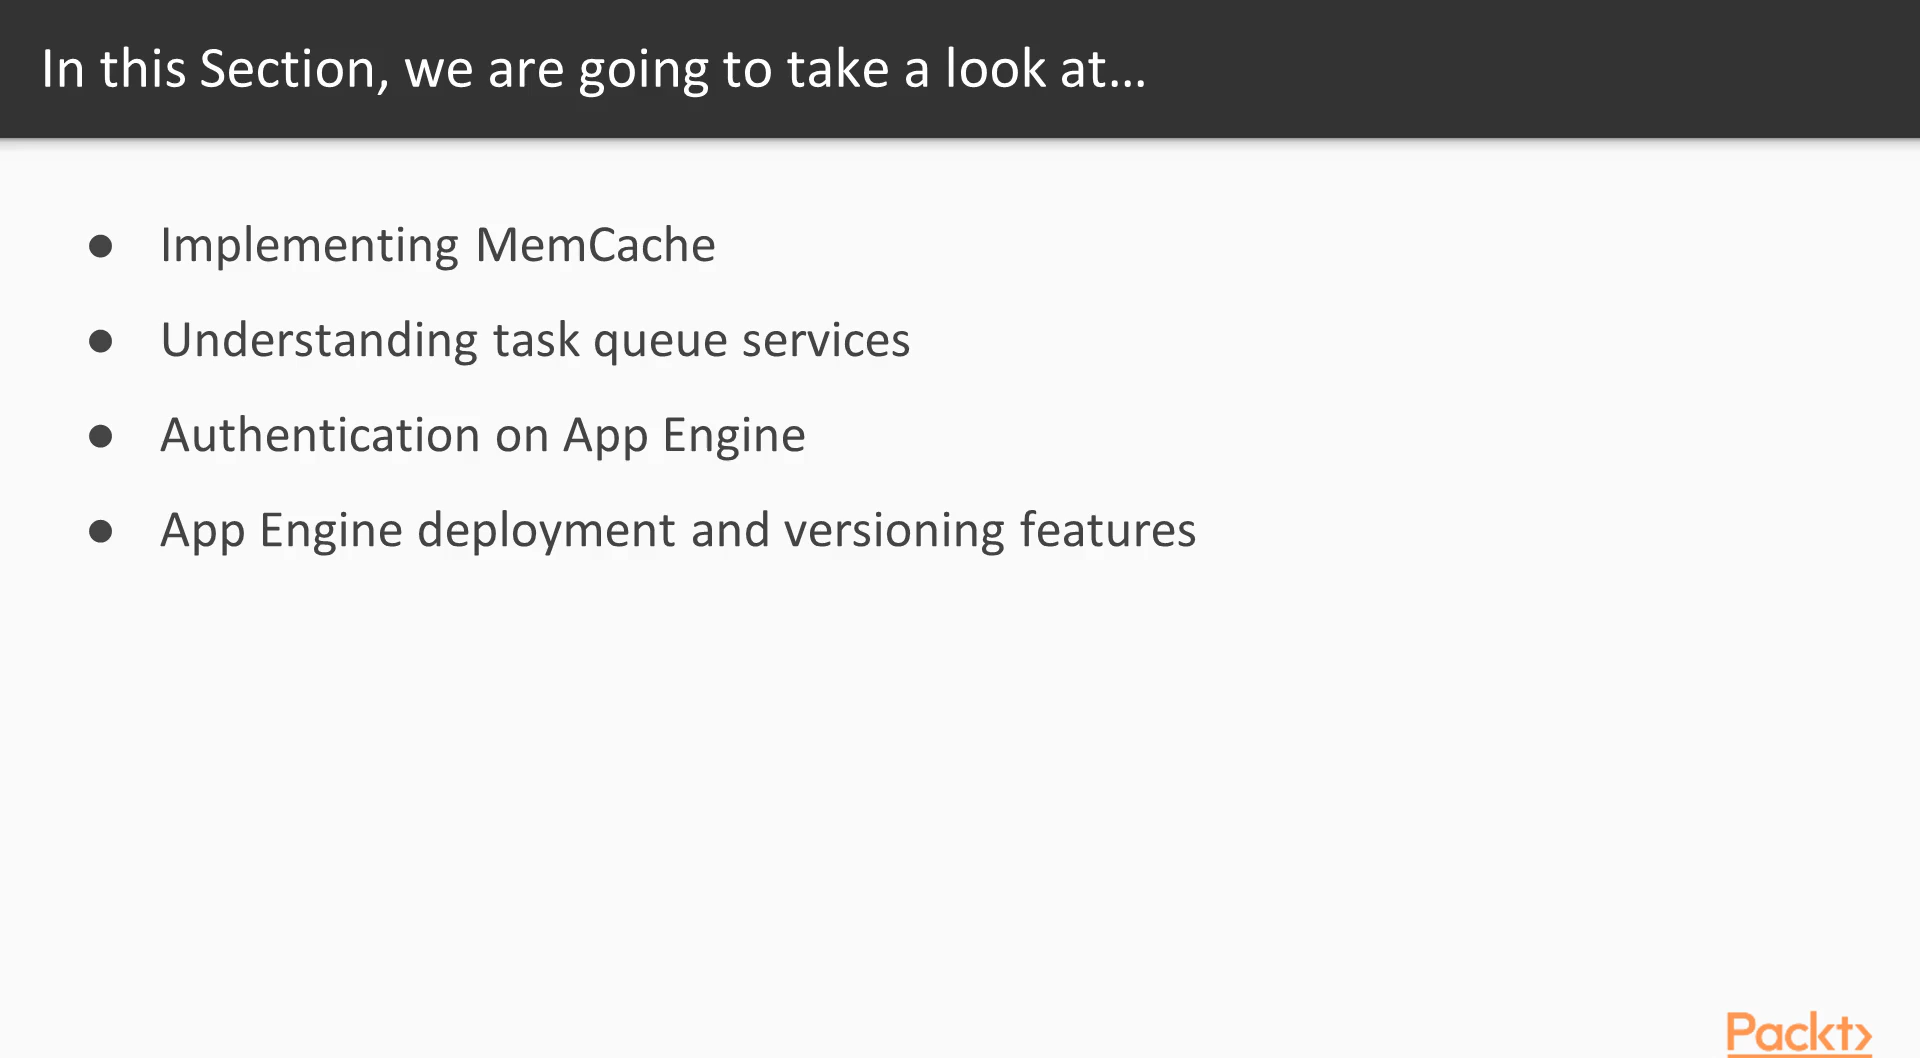 In this Section, we are going to take a look at...
● Implementing MemCache
● Understanding task queue services
● Authentication on App Engine
● App Engine deployment and versioning features
Packt>